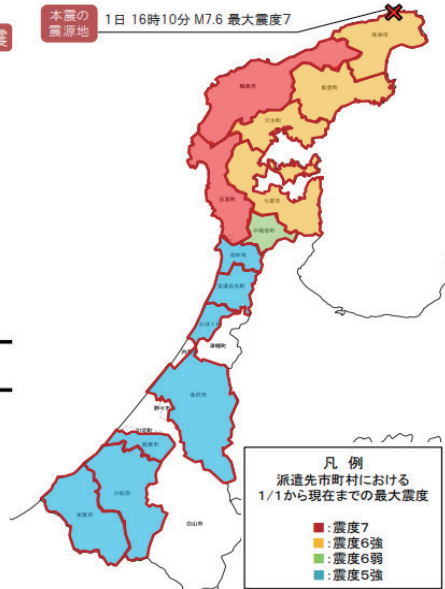 本震の
震源地
1日 16時10分 M7.6 最大震度7
珠洲市
輪島市
能登町
穴水町
志賀町
七尾市
中能登町
羽咋市
宝達志水町
かほく市
津幡町
金沢市
野々市
川北町
能美市
小松市
加賀市
白山市
凡 例
派遣先市町村における
1/1から現在までの最大震度
:震度7
:震度6強
:震度6弱
:震度5強